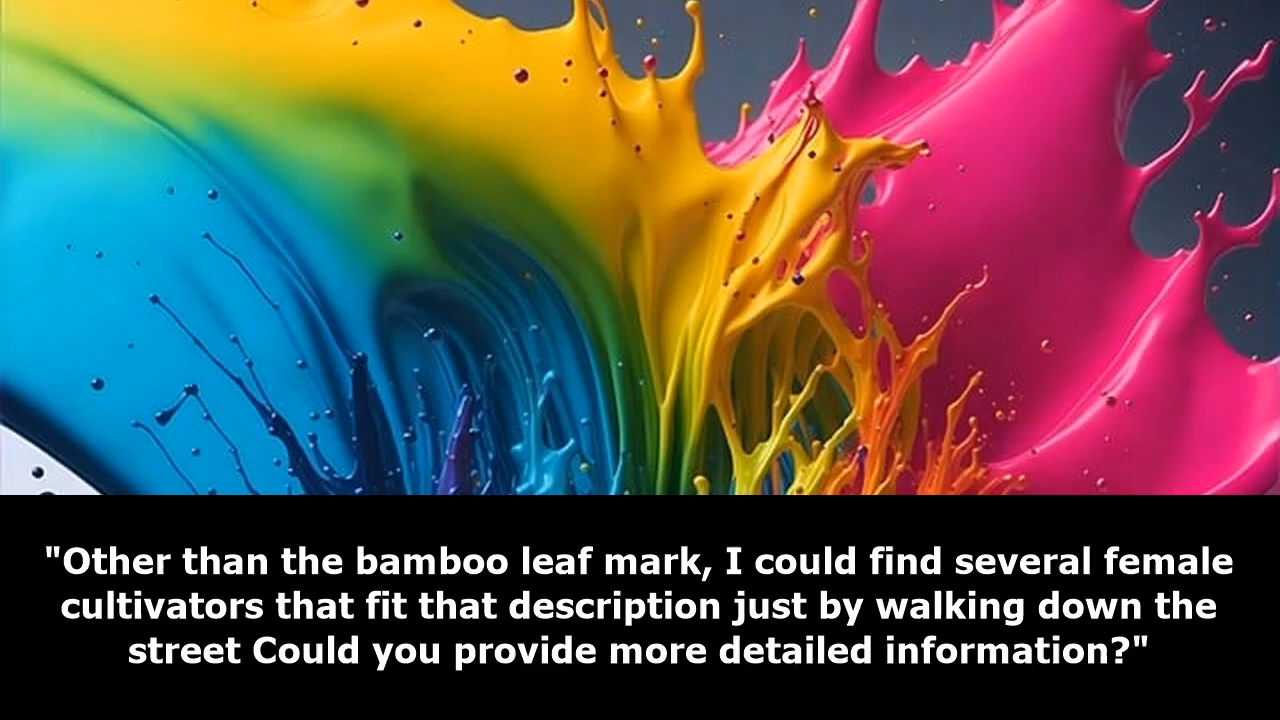 "Other than the bamboo leaf mark, I could find several female
cultivators that fit that description just by walking down the
street Could you provide more detailed information?"